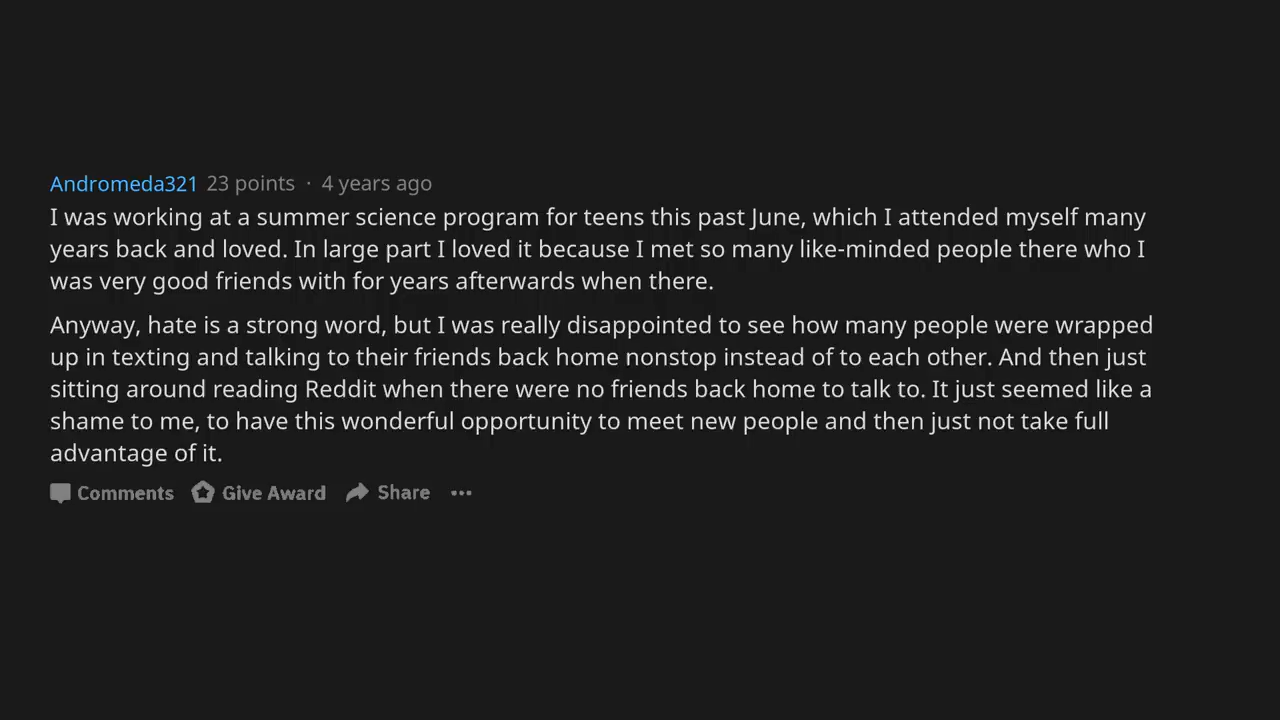 Andromeda321 23 points · 4 years ago
I was working at a summer science program for teens this past June, which I attended myself many
years back and loved. In large part I loved it because I met so many like-minded people there who I
was very good friends with for years afterwards when there.
Anyway, hate is a strong word, but I was really disappointed to see how many people were wrapped
up in texting and talking to their friends back home nonstop instead of to each other. And then just
sitting around reading Reddit when there were no friends back home to talk to. It just seemed like a
shame to me, to have this wonderful opportunity to meet new people and then just not take full
advantage of it.
Comments Give Award Share ···